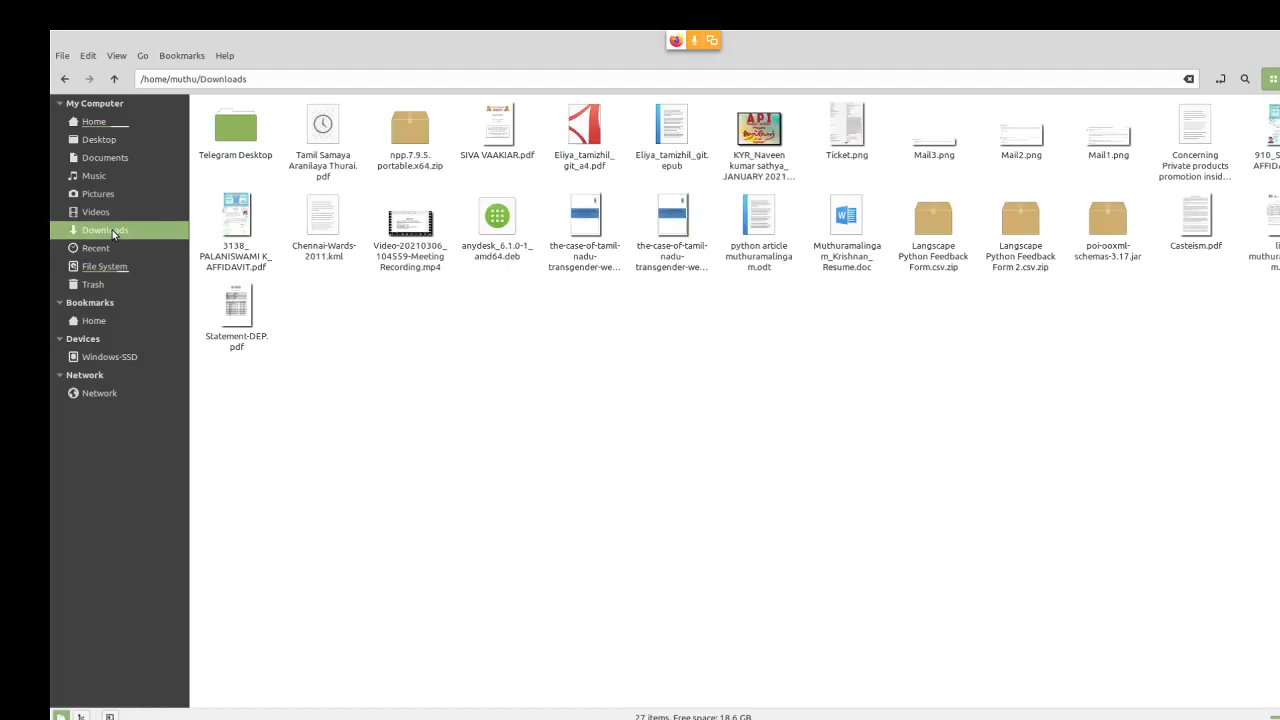 File Edit View Go Bookmarks Help
/home/muthu/Downloads
My Computer
Home
Desktop
Documents
Music
Pictures
Videos
Downloads
Recent
File System
Trash
Bookmarks
Home
Devices
Windows-SSD
Network
Network
Telegram Desktop
Tamil Samaya
Aranilaya Thurai.
pdf
npp.7.9.5.
portable.x64.zip
SIVA VAAKIAR.pdf
Eliya_tamizhil_
git_a4.pdf
Eliya_tamizhil_git.
epub
KYR_Naveen
kumar sathya_
JANUARY 2021...
Ticket.png
Mail3.png
Mail2.png
Mail1.png
Concerning
Private products
promotion insid...
910_S
AFFIDA
3138_
PALANISWAMI K_
AFFIDAVIT.pdf
Chennai-Wards-
2011.kml
Video-20210306_
104559-Meeting
Recording.mp4
anydesk_6.1.0-1_
amd64.deb
the-case-of-tamil-
nadu-
transgender-we...
the-case-of-tamil-
nadu-
transgender-we...
python article
muthuramalinga
m.odt
Muthuramalinga
m_Krishnan_
Resume.doc
Langscape
Python Feedback
Form.csv.zip
Langscape
Python Feedback
Form 2.csv.zip
poi-ooxml-
schemas-3.17.jar
Casteism.pdf
muthura
m.
Statement-DEP.
pdf
27 items, Free space: 18.6 GB